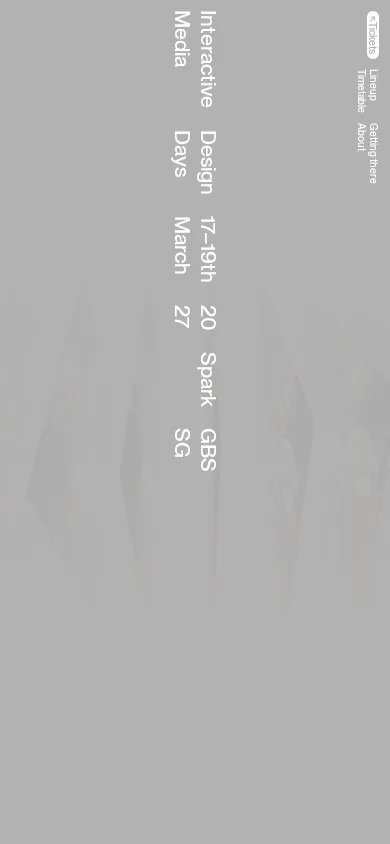 ↖Tickets Lineup Getting there
Timetable About
Interactive Design 17–19th 20 Spark GBS
Media Days March 27 SG